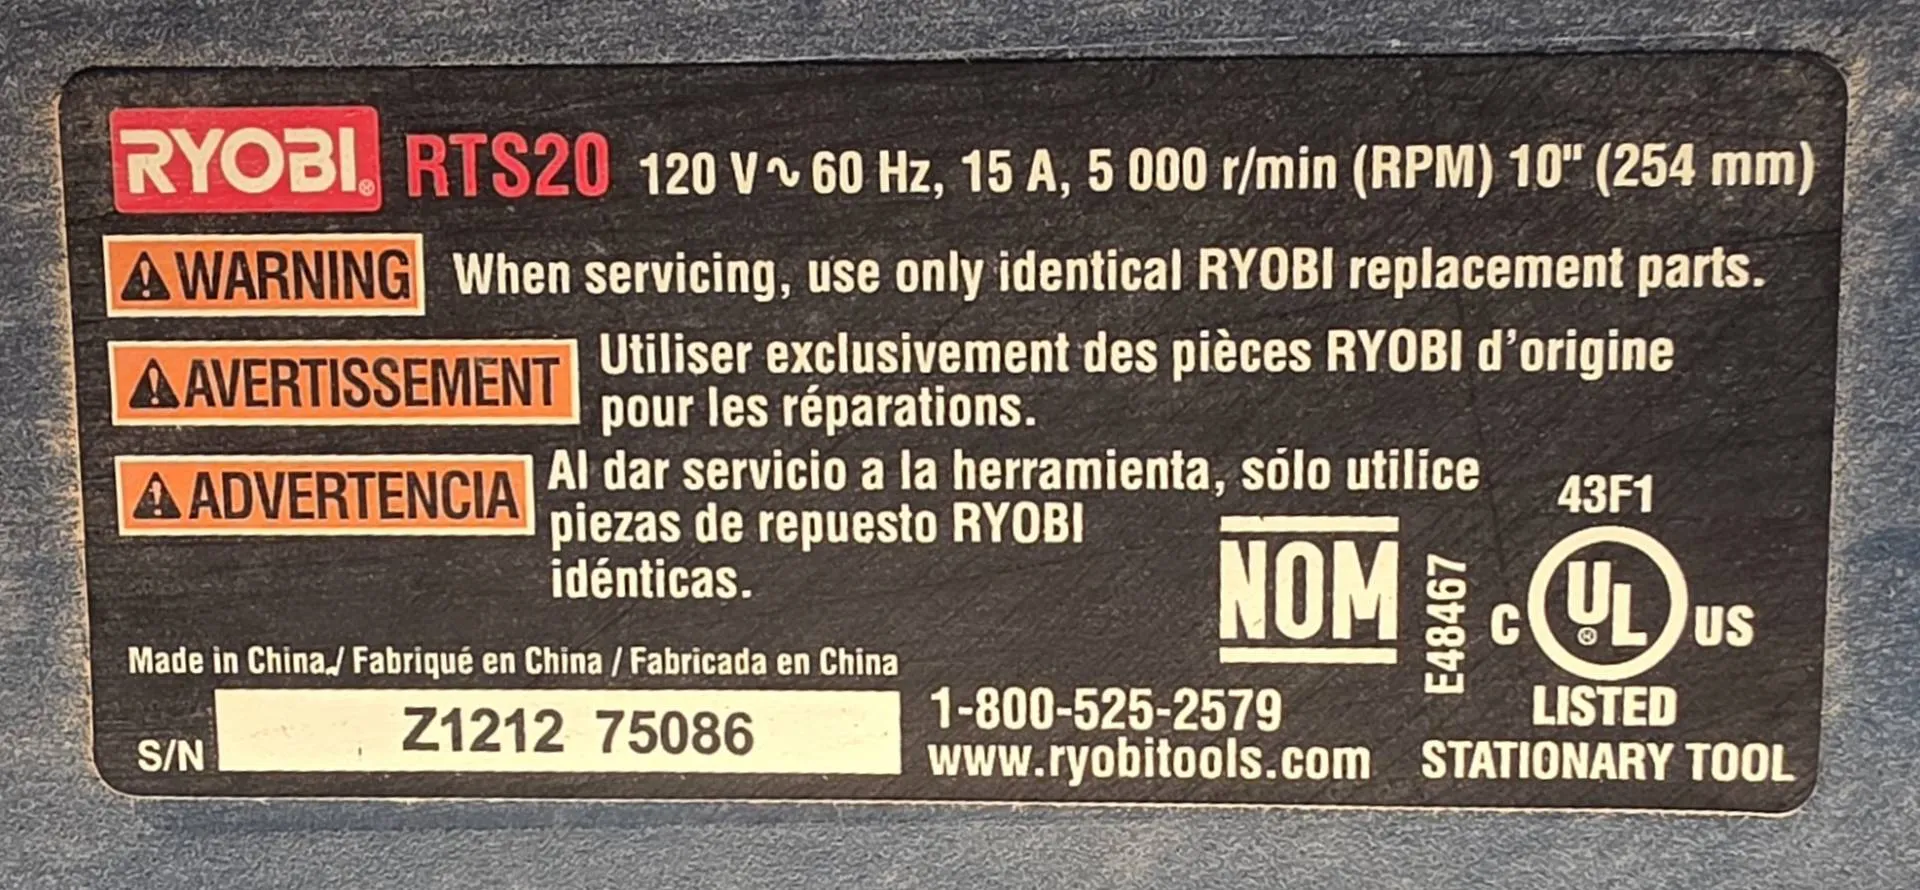 RYOBI® RTS20 120 V ~ 60 Hz, 15 A, 5 000 r/min (RPM) 10" (254 mm)
⚠ WARNING When servicing, use only identical RYOBI replacement parts.
⚠ AVERTISSEMENT Utiliser exclusivement des pièces RYOBI d'origine
pour les réparations.
⚠ ADVERTENCIA Al dar servicio a la herramienta, sólo utilice
piezas de repuesto RYOBI
idénticas.
43F1
NOM
E48467
C UL® US
LISTED
STATIONARY TOOL
Made in China./ Fabriqué en China / Fabricada en China
S/N Z1212 75086
1-800-525-2579
www.ryobitools.com